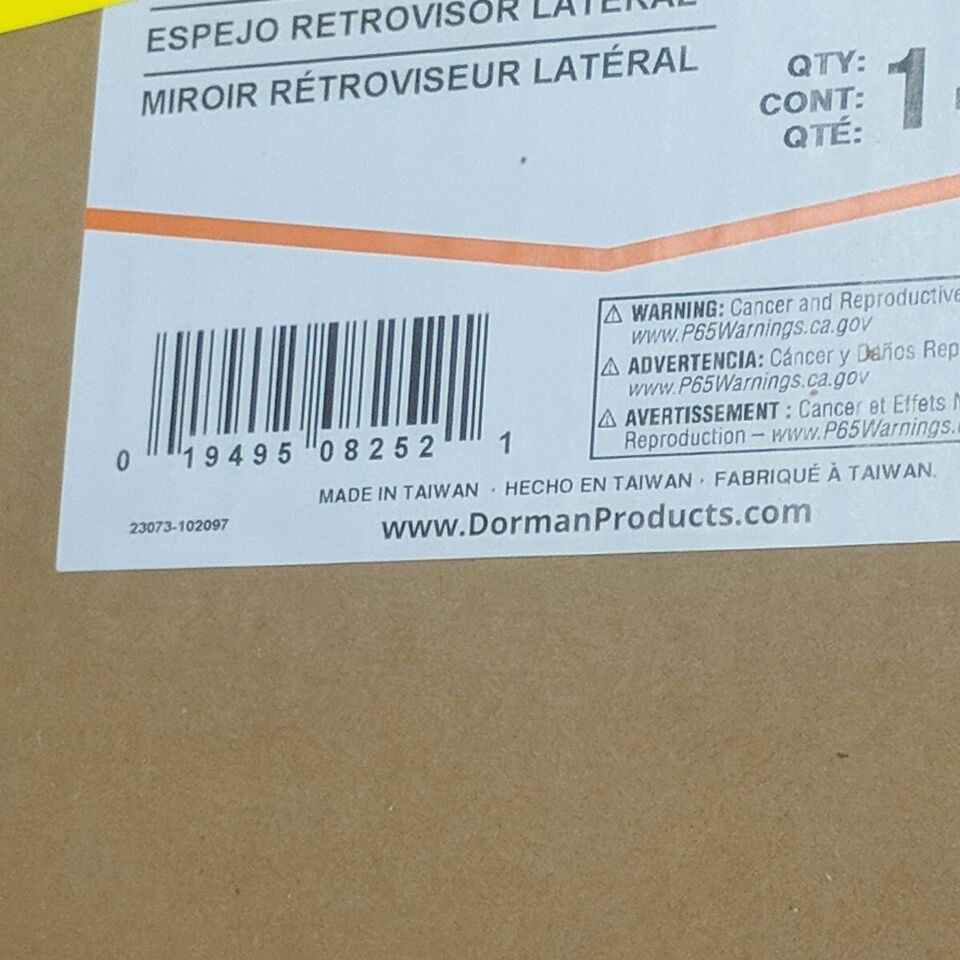 ESPEJO RETROVISOR LATERAL
MIROIR RÉTROVISEUR LATÉRAL
QTY:
CONT:
QTÉ:
1
⚠ WARNING: Cancer and Reproductive
www.P65Warnings.ca.gov
⚠ ADVERTENCIA: Cáncer y Daños Rep
www.P65Warnings.ca.gov
⚠ AVERTISSEMENT : Cancer et Effets N
Reproduction – www.P65Warnings.
0 19495 08252 1
MADE IN TAIWAN · HECHO EN TAIWAN · FABRIQUÉ À TAIWAN.
23073-102097
www.DormanProducts.com